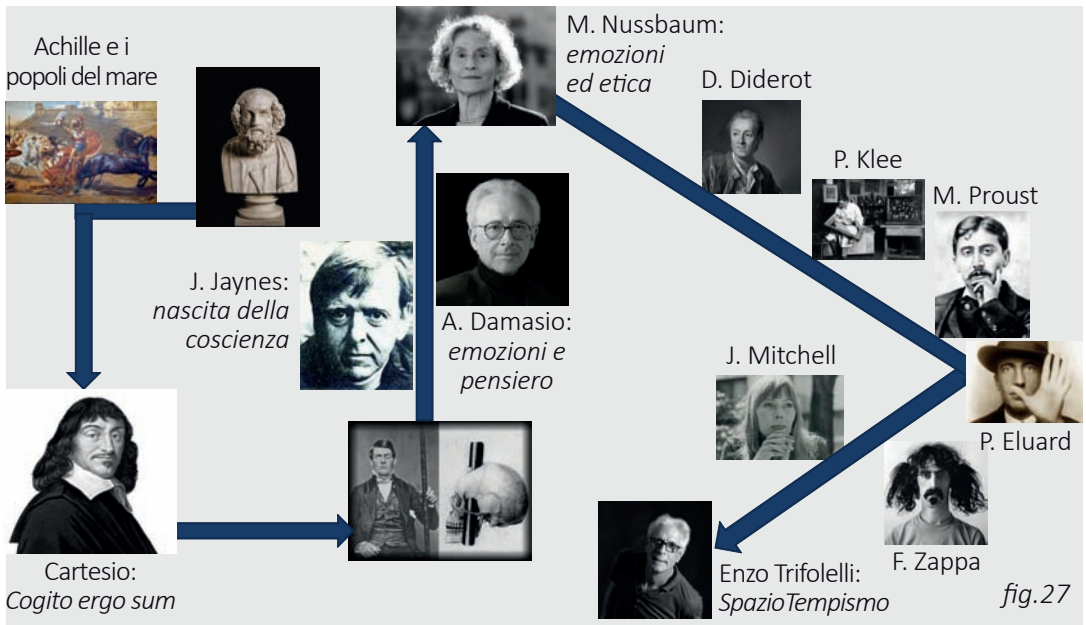 Achille e i
popoli del mare
M. Nussbaum:
emozioni
ed etica
D. Diderot
P. Klee
M. Proust
J. Jaynes:
nascita della
coscienza
A. Damasio:
emozioni e
pensiero
J. Mitchell
P. Eluard
F. Zappa
Cartesio:
Cogito ergo sum
Enzo Trifolelli:
SpazioTempismo
fig.27